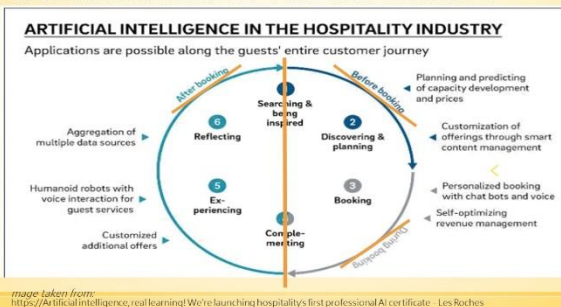 ARTIFICIAL INTELLIGENCE IN THE HOSPITALITY INDUSTRY
Applications are possible along the guests' entire customer journey
After booking
Before booking
During booking
Searching &
being
inspired
2
Discovering &
planning
3
Booking
Comple-
menting
5
Ex-
periencing
6
Reflecting
Planning and predicting
of capacity development
and prices
Customization of
offerings through smart
content management
Personalized booking
with chat bots and voice
Self-optimizing
revenue management
Aggregation of
multiple data sources
Humanoid robots with
voice interaction for
guest services
Customized
additional offers
mage taken from:
https://Artificial intelligence, real learning! We're launching hospitality's first professional AI certificate - Les Roches